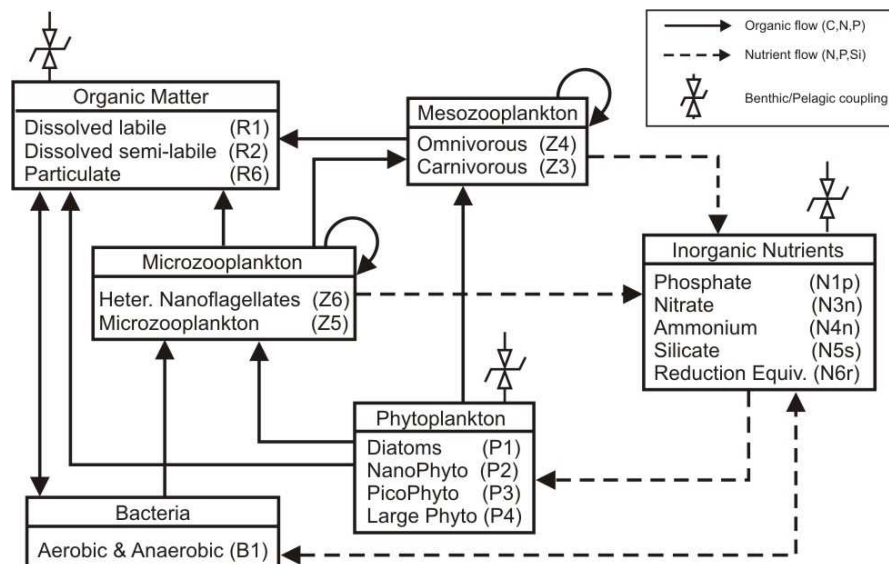 Organic flow (C,N,P)
Nutrient flow (N,P,Si)
Benthic/Pelagic coupling
Organic Matter
Dissolved labile (R1)
Dissolved semi-labile (R2)
Particulate (R6)
Mesozooplankton
Omnivorous (Z4)
Carnivorous (Z3)
Microzooplankton
Heter. Nanoflagellates (Z6)
Microzooplankton (Z5)
Inorganic Nutrients
Phosphate (N1p)
Nitrate (N3n)
Ammonium (N4n)
Silicate (N5s)
Reduction Equiv. (N6r)
Phytoplankton
Diatoms (P1)
NanoPhyto (P2)
PicoPhyto (P3)
Large Phyto (P4)
Bacteria
Aerobic & Anaerobic (B1)